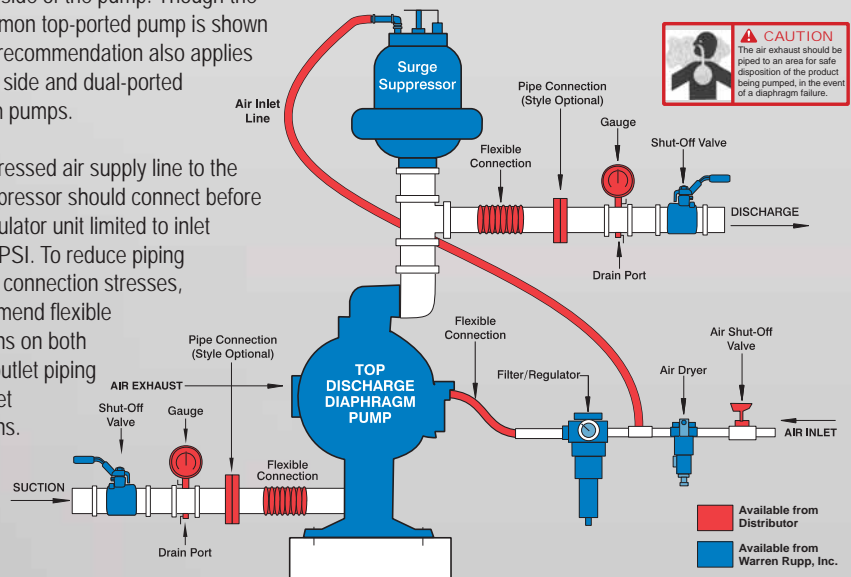 side of the pump. Though the
mon top-ported pump is shown
recommendation also applies
side and dual-ported
pumps.
ressed air supply line to the
pressor should connect before
ulator unit limited to inlet
PSI. To reduce piping
connection stresses,
mend flexible
ns on both
outlet piping
et
ns.
Surge
Suppressor
Air Inlet
Line
CAUTION
The air exhaust should be
piped to an area for safe
disposition of the product
being pumped, in the event
of a diaphragm failure.
Pipe Connection
(Style Optional)
Gauge
Flexible
Connection
Shut-Off Valve
DISCHARGE
Drain Port
Pipe Connection
(Style Optional)
Flexible
Connection
Air Shut-Off
Valve
TOP
DISCHARGE
DIAPHRAGM
PUMP
Filter/Regulator
Air Dryer
AIR EXHAUST
Shut-Off
Valve
Gauge
AIR INLET
Flexible
Connection
SUCTION
Drain Port
Available from
Distributor
Available from
Warren Rupp, Inc.